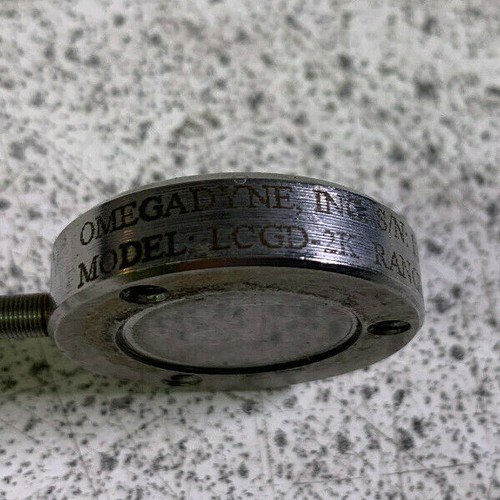 OMEGADYNE, INC. S/N:
MODEL: LCGD-2K RANG